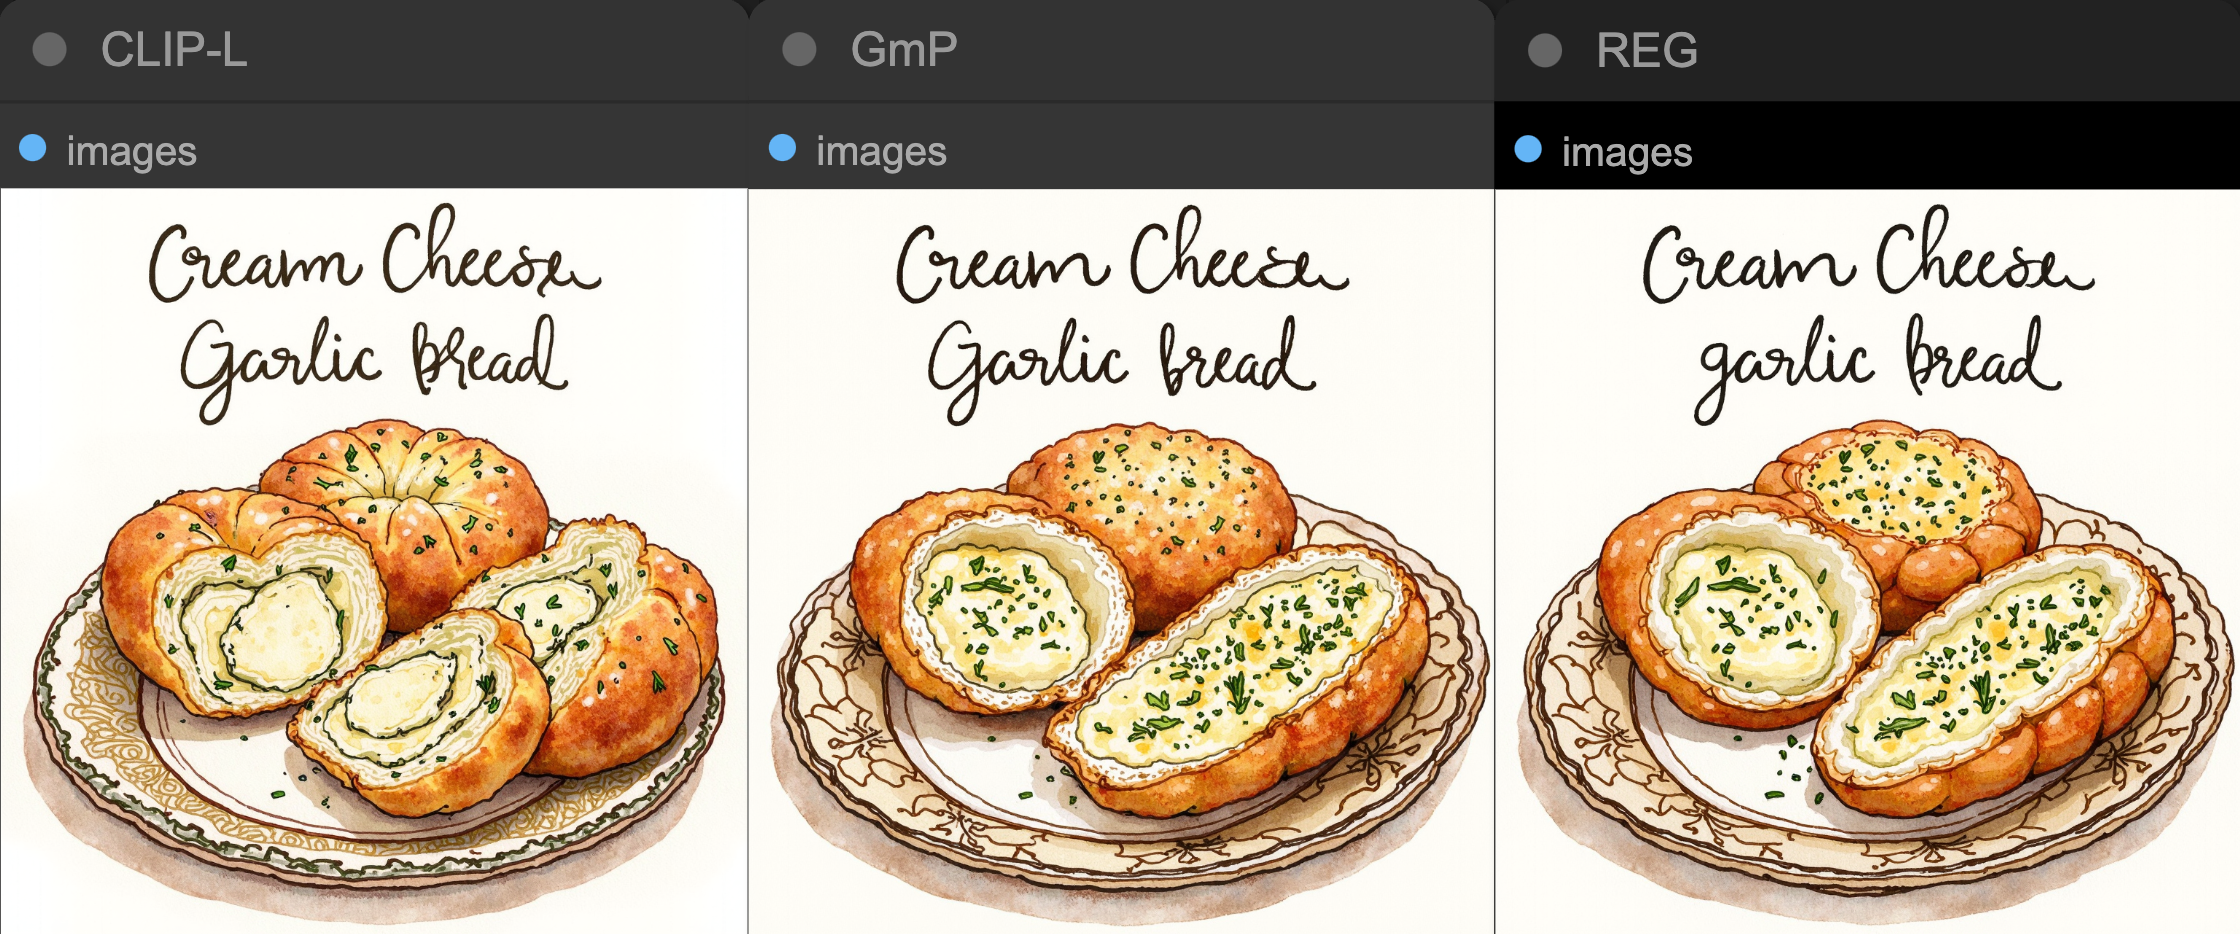 CLIP-L
images
Cream Cheese
Garlic bread
GmP
images
Cream Cheese
Garlic bread
REG
images
Cream Cheese
garlic bread